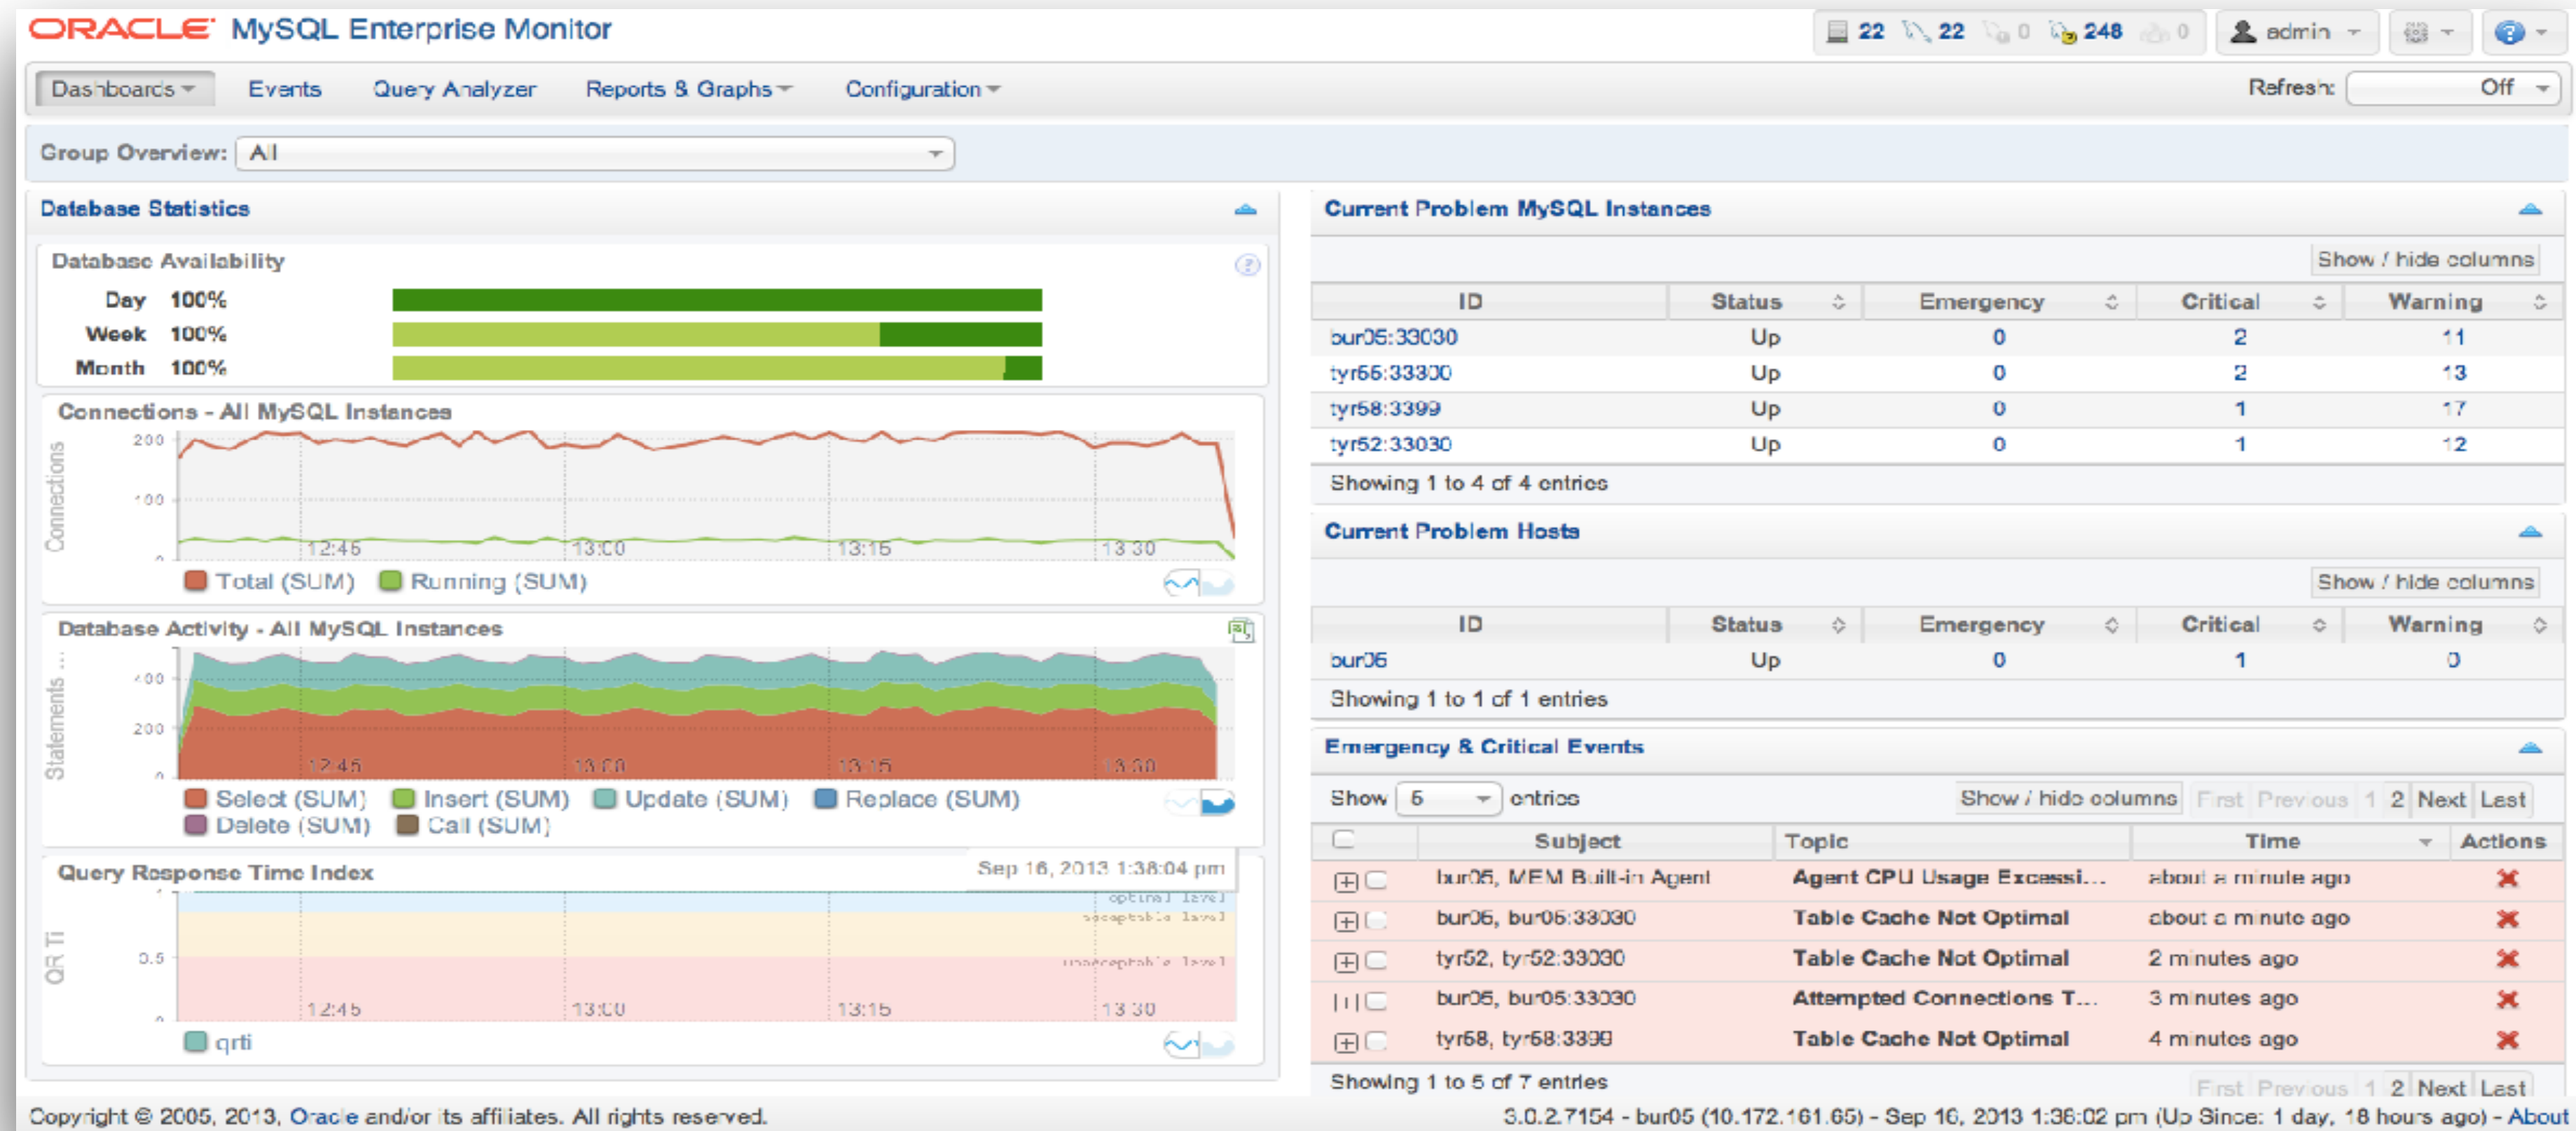 ORACLE MySQL Enterprise Monitor
22 22 0 248 0 admin
Dashboards Events Query Analyzer Reports & Graphs Configuration Refresh: Off
Group Overview: All
Database Statistics
Database Availability
Day 100%
Week 100%
Month 100%
Connections - All MySQL Instances
Connections
200
100
0
12:45 13:00 13:15 13:30
Total (SUM) Running (SUM)
Database Activity - All MySQL Instances
Statements ...
400
200
0
12:45 13:00 13:15 13:30
Select (SUM) Insert (SUM) Update (SUM) Replace (SUM)
Delete (SUM) Call (SUM)
Query Response Time Index
Sep 16, 2013 1:38:04 pm
QRTi
1
0.5
0
optimal level
acceptable level
unacceptable level
12:45 13:00 13:15 13:30
qrti
Current Problem MySQL Instances
Show / hide columns
ID Status Emergency Critical Warning
bur05:33030 Up 0 2 11
tyr55:33300 Up 0 2 13
tyr58:3399 Up 0 1 17
tyr52:33030 Up 0 1 12
Showing 1 to 4 of 4 entries
Current Problem Hosts
Show / hide columns
ID Status Emergency Critical Warning
bur05 Up 0 1 0
Showing 1 to 1 of 1 entries
Emergency & Critical Events
Show 5 entries Show / hide columns First Previous 1 2 Next Last
Subject Topic Time Actions
bur05, MEM Built-in Agent Agent CPU Usage Excessi... about a minute ago
bur05, bur05:33030 Table Cache Not Optimal about a minute ago
tyr52, tyr52:33030 Table Cache Not Optimal 2 minutes ago
bur05, bur05:33030 Attempted Connections T... 3 minutes ago
tyr58, tyr58:3399 Table Cache Not Optimal 4 minutes ago
Showing 1 to 5 of 7 entries First Previous 1 2 Next Last
Copyright © 2005, 2013, Oracle and/or its affiliates. All rights reserved.
3.0.2.7154 - bur05 (10.172.161.65) - Sep 16, 2013 1:38:02 pm (Up Since: 1 day, 18 hours ago) - About